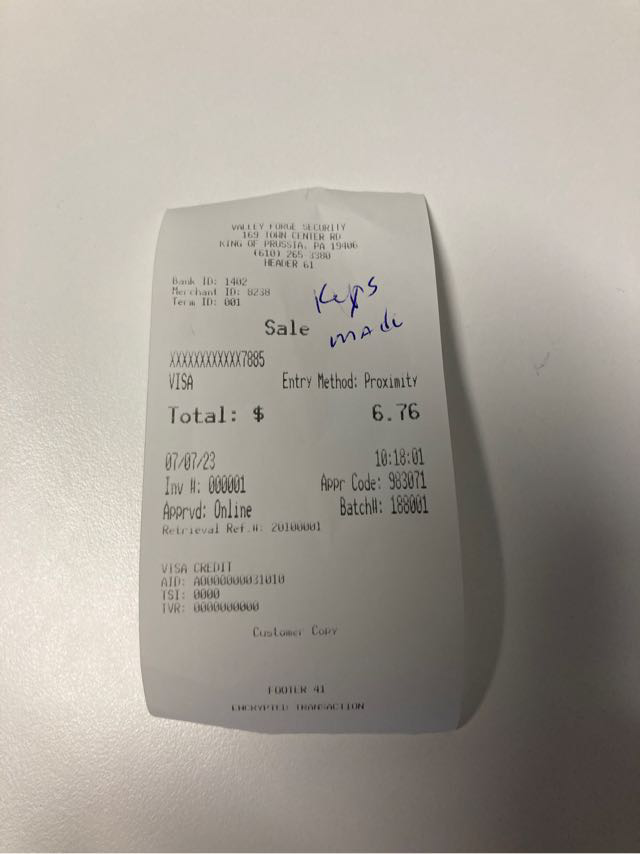 VALLEY FORGE SECURITY
169 TOWN CENTER RD
KING OF PRUSSIA, PA 19406
(610) 265-3380
HEADER 61
Bank ID: 1402
Merchant ID: 8238
Term ID: 001
Keys
made
Sale
XXXXXXXXXXXX7885
VISA Entry Method: Proximity
Total: $ 6.76
07/07/23 10:18:01
Inv #: 000001 Appr Code: 983071
Apprvd: Online Batch#: 188001
Retrieval Ref.#: 20100001
VISA CREDIT
AID: A0000000031010
TSI: 0000
TVR: 0000000000
Customer Copy
FOOTER 41
ENCRYPTED TRANSACTION